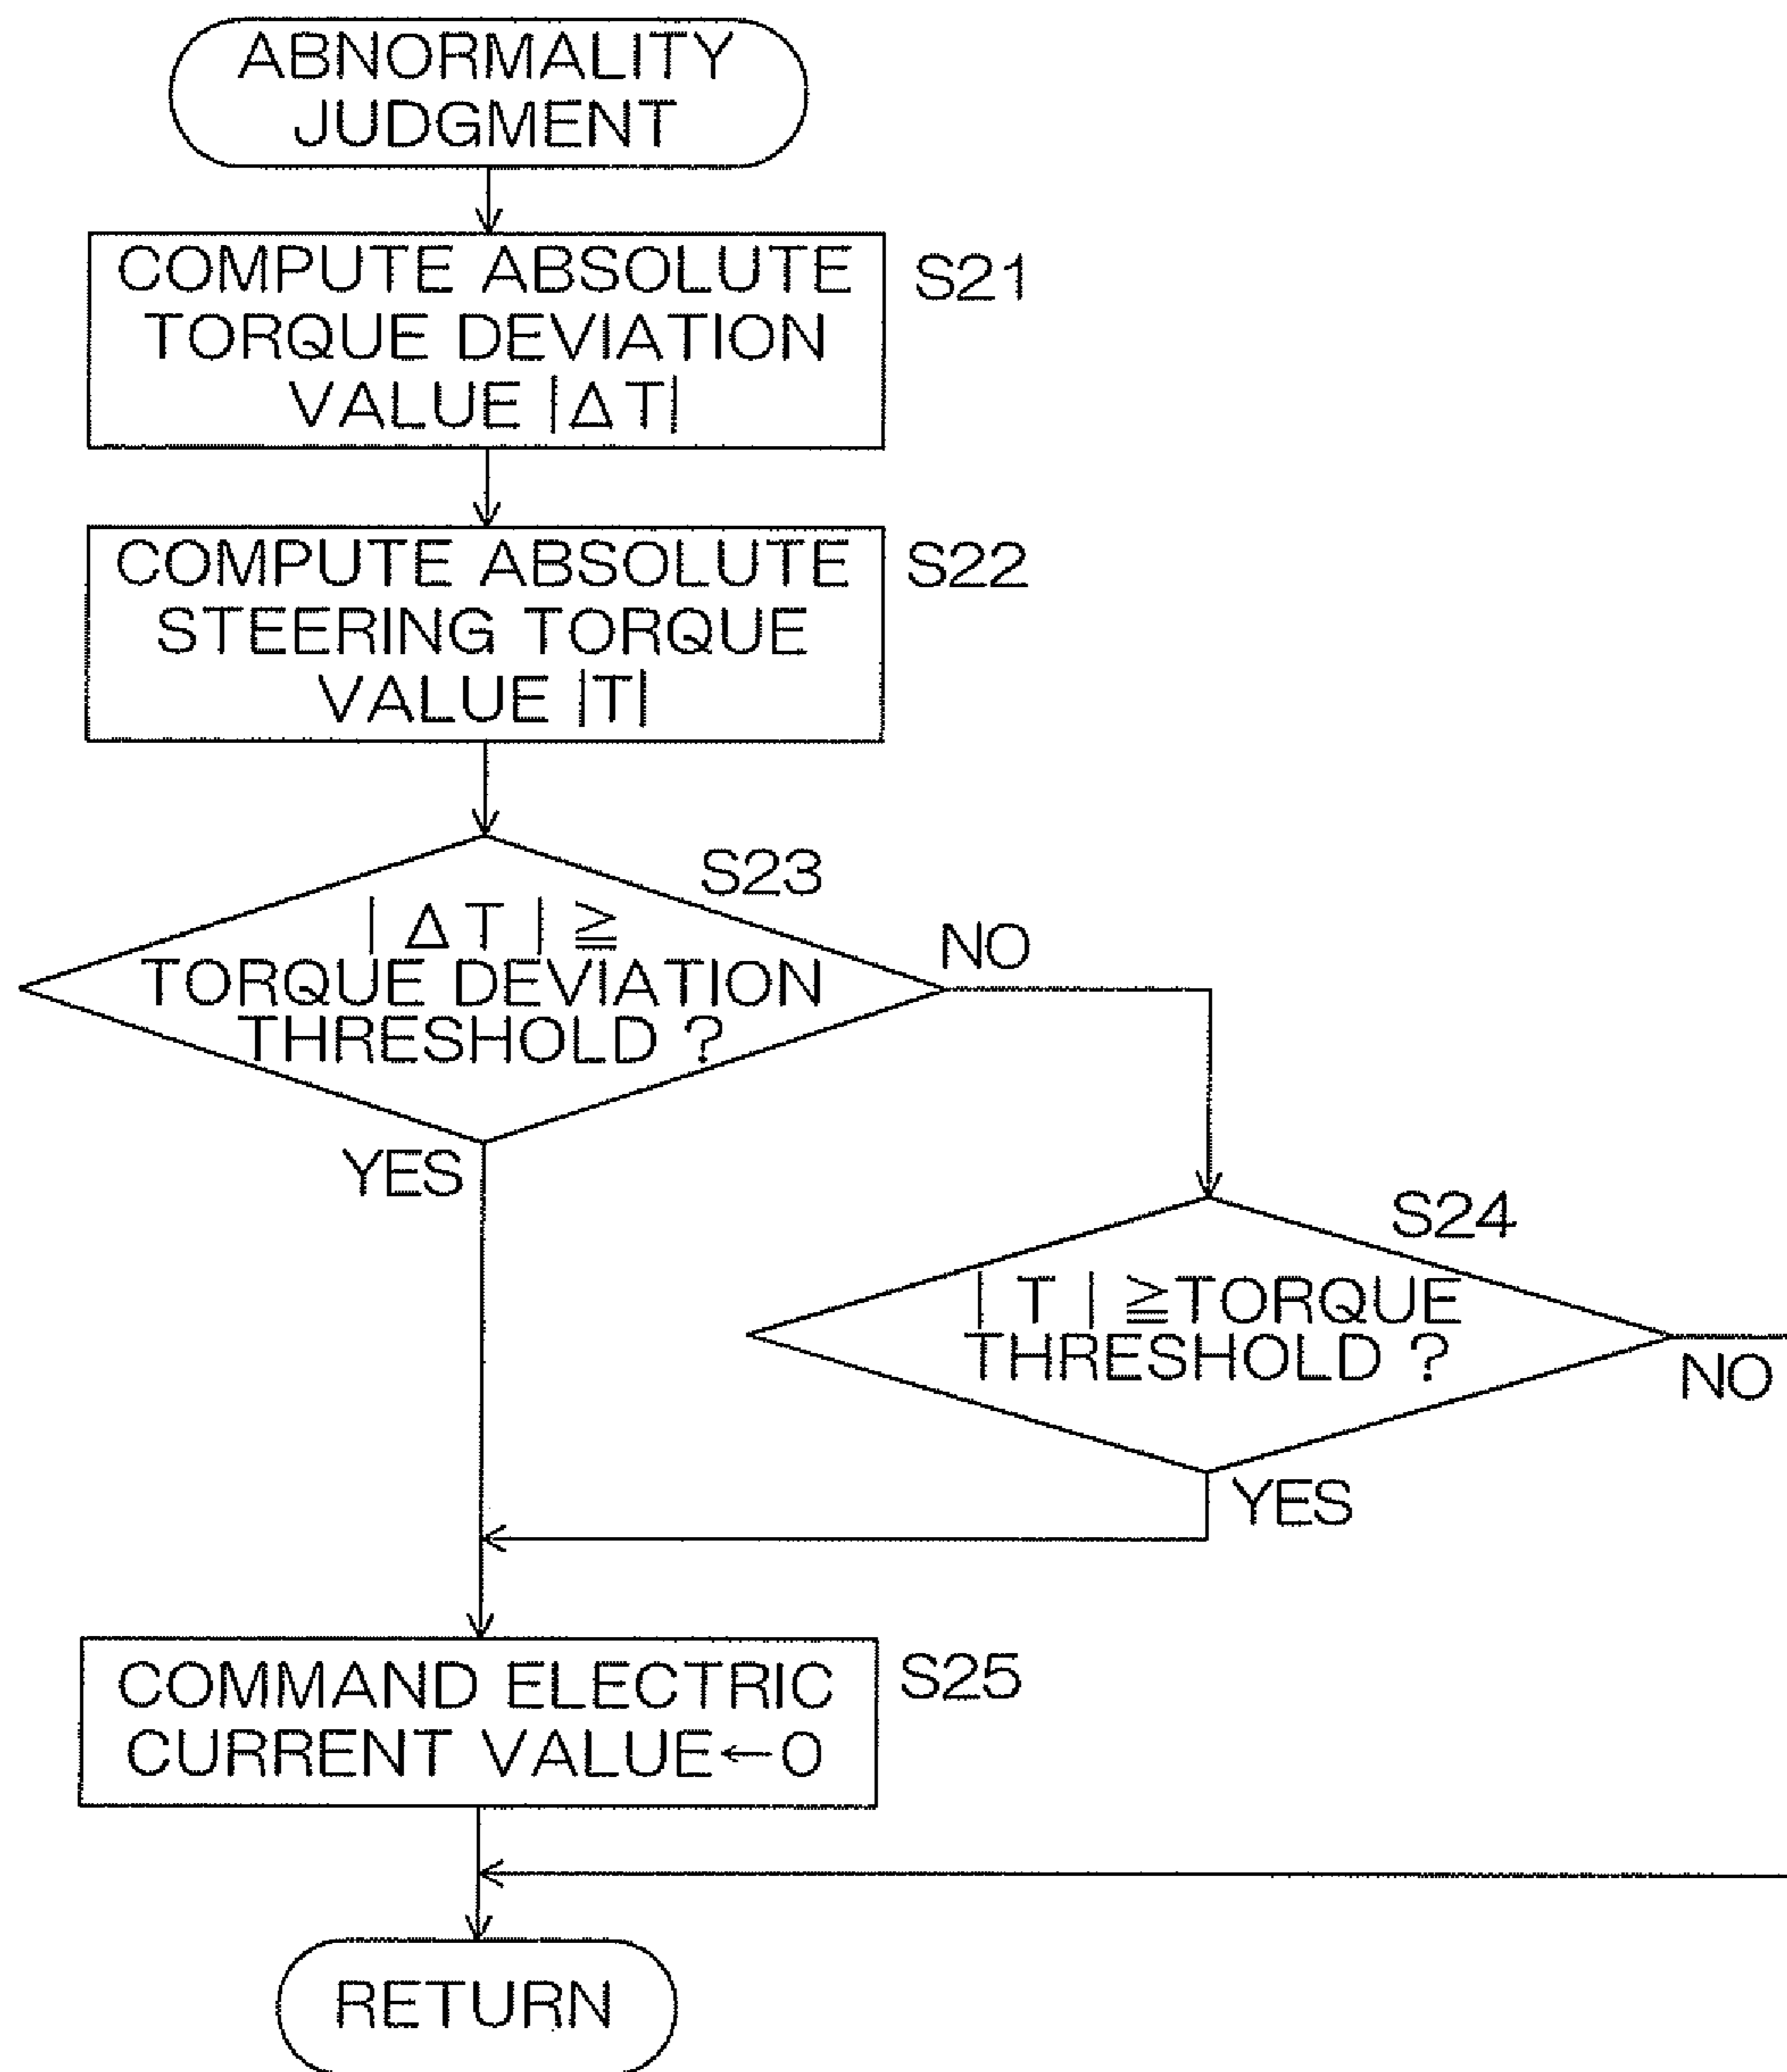 ABNORMALITY
JUDGMENT
COMPUTE ABSOLUTE
TORQUE DEVIATION
VALUE |ΔT|
S21
COMPUTE ABSOLUTE
STEERING TORQUE
VALUE |T|
S22
S23
| ΔT | ≧
TORQUE DEVIATION
THRESHOLD ?
NO
YES
S24
| T | ≧TORQUE
THRESHOLD ?
NO
YES
COMMAND ELECTRIC
CURRENT VALUE←0
S25
RETURN